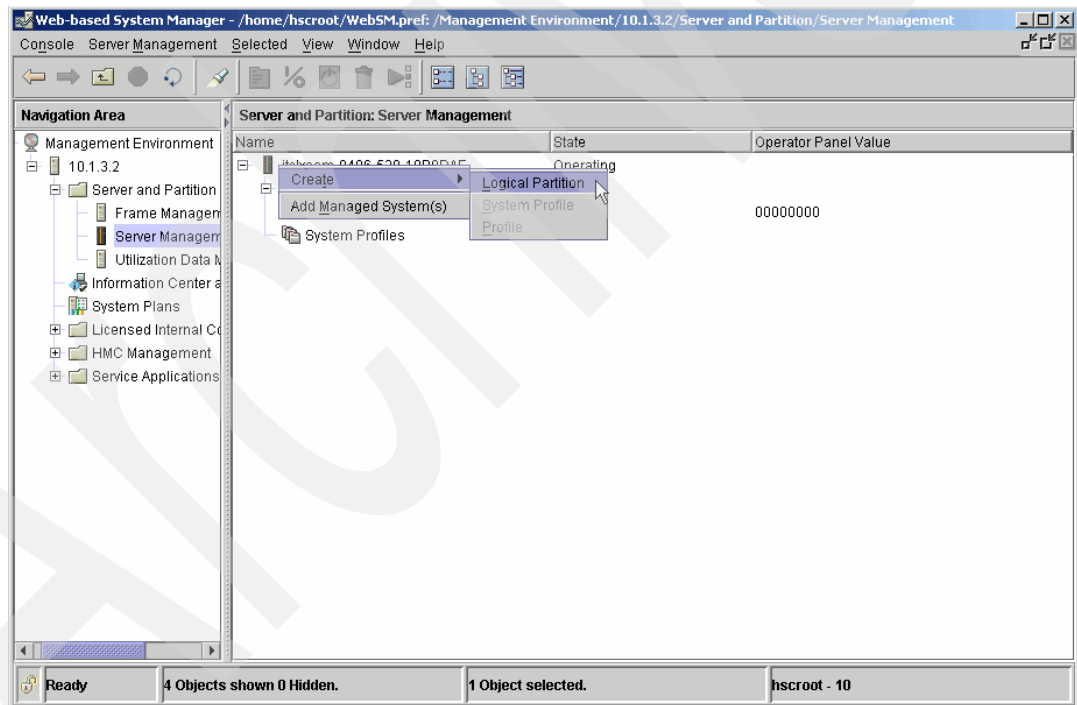 Web-based System Manager - /home/hscroot/WebSM.pref: /Management Environment/10.1.3.2/Server and Partition/Server Management
Console Server Management Selected View Window Help
Navigation Area
Server and Partition: Server Management
Management Environment
10.1.3.2
Server and Partition
Frame Managem
Server Managem
Utilization Data M
Information Center a
System Plans
Licensed Internal Co
HMC Management
Service Applications
Name State Operator Panel Value
Operating
Create
Add Managed System(s)
Logical Partition
System Profile
Profile
00000000
System Profiles
Ready
4 Objects shown 0 Hidden.
1 Object selected.
hscroot - 10